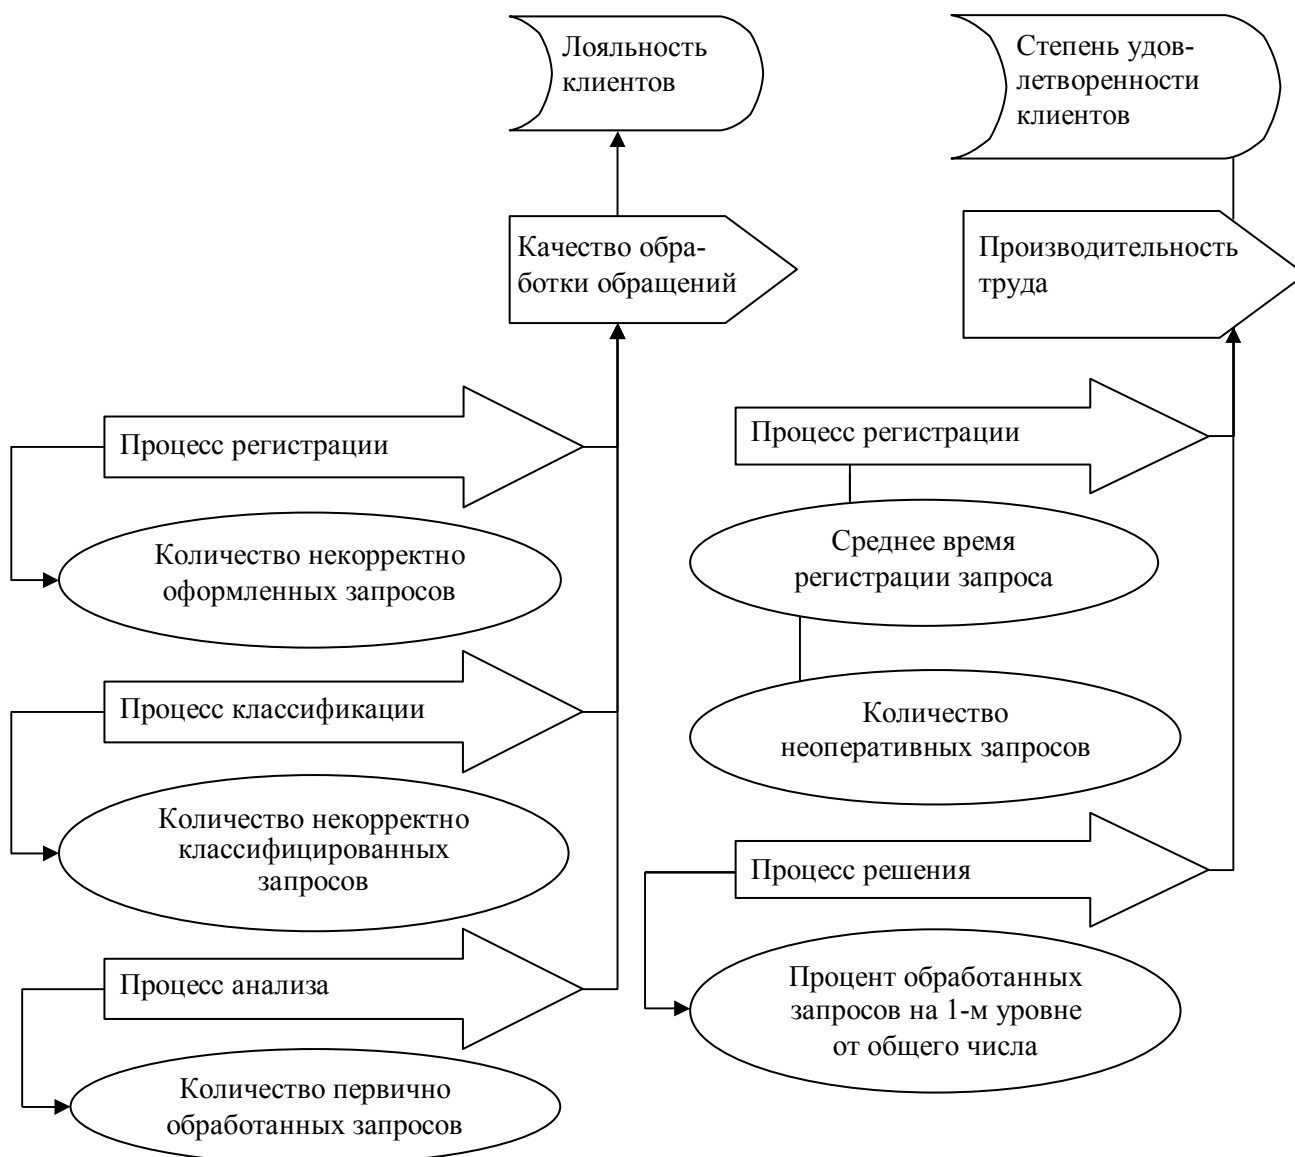 Лояльность
клиентов
Степень удов-
летворенности
клиентов
Качество обра-
ботки обращений
Производительность
труда
Процесс регистрации
Количество некорректно
оформленных запросов
Процесс классификации
Количество некорректно
классифицированных
запросов
Процесс анализа
Количество первично
обработанных запросов
Процесс регистрации
Среднее время
регистрации запроса
Количество
неоперативных запросов
Процесс решения
Процент обработанных
запросов на 1-м уровне
от общего числа